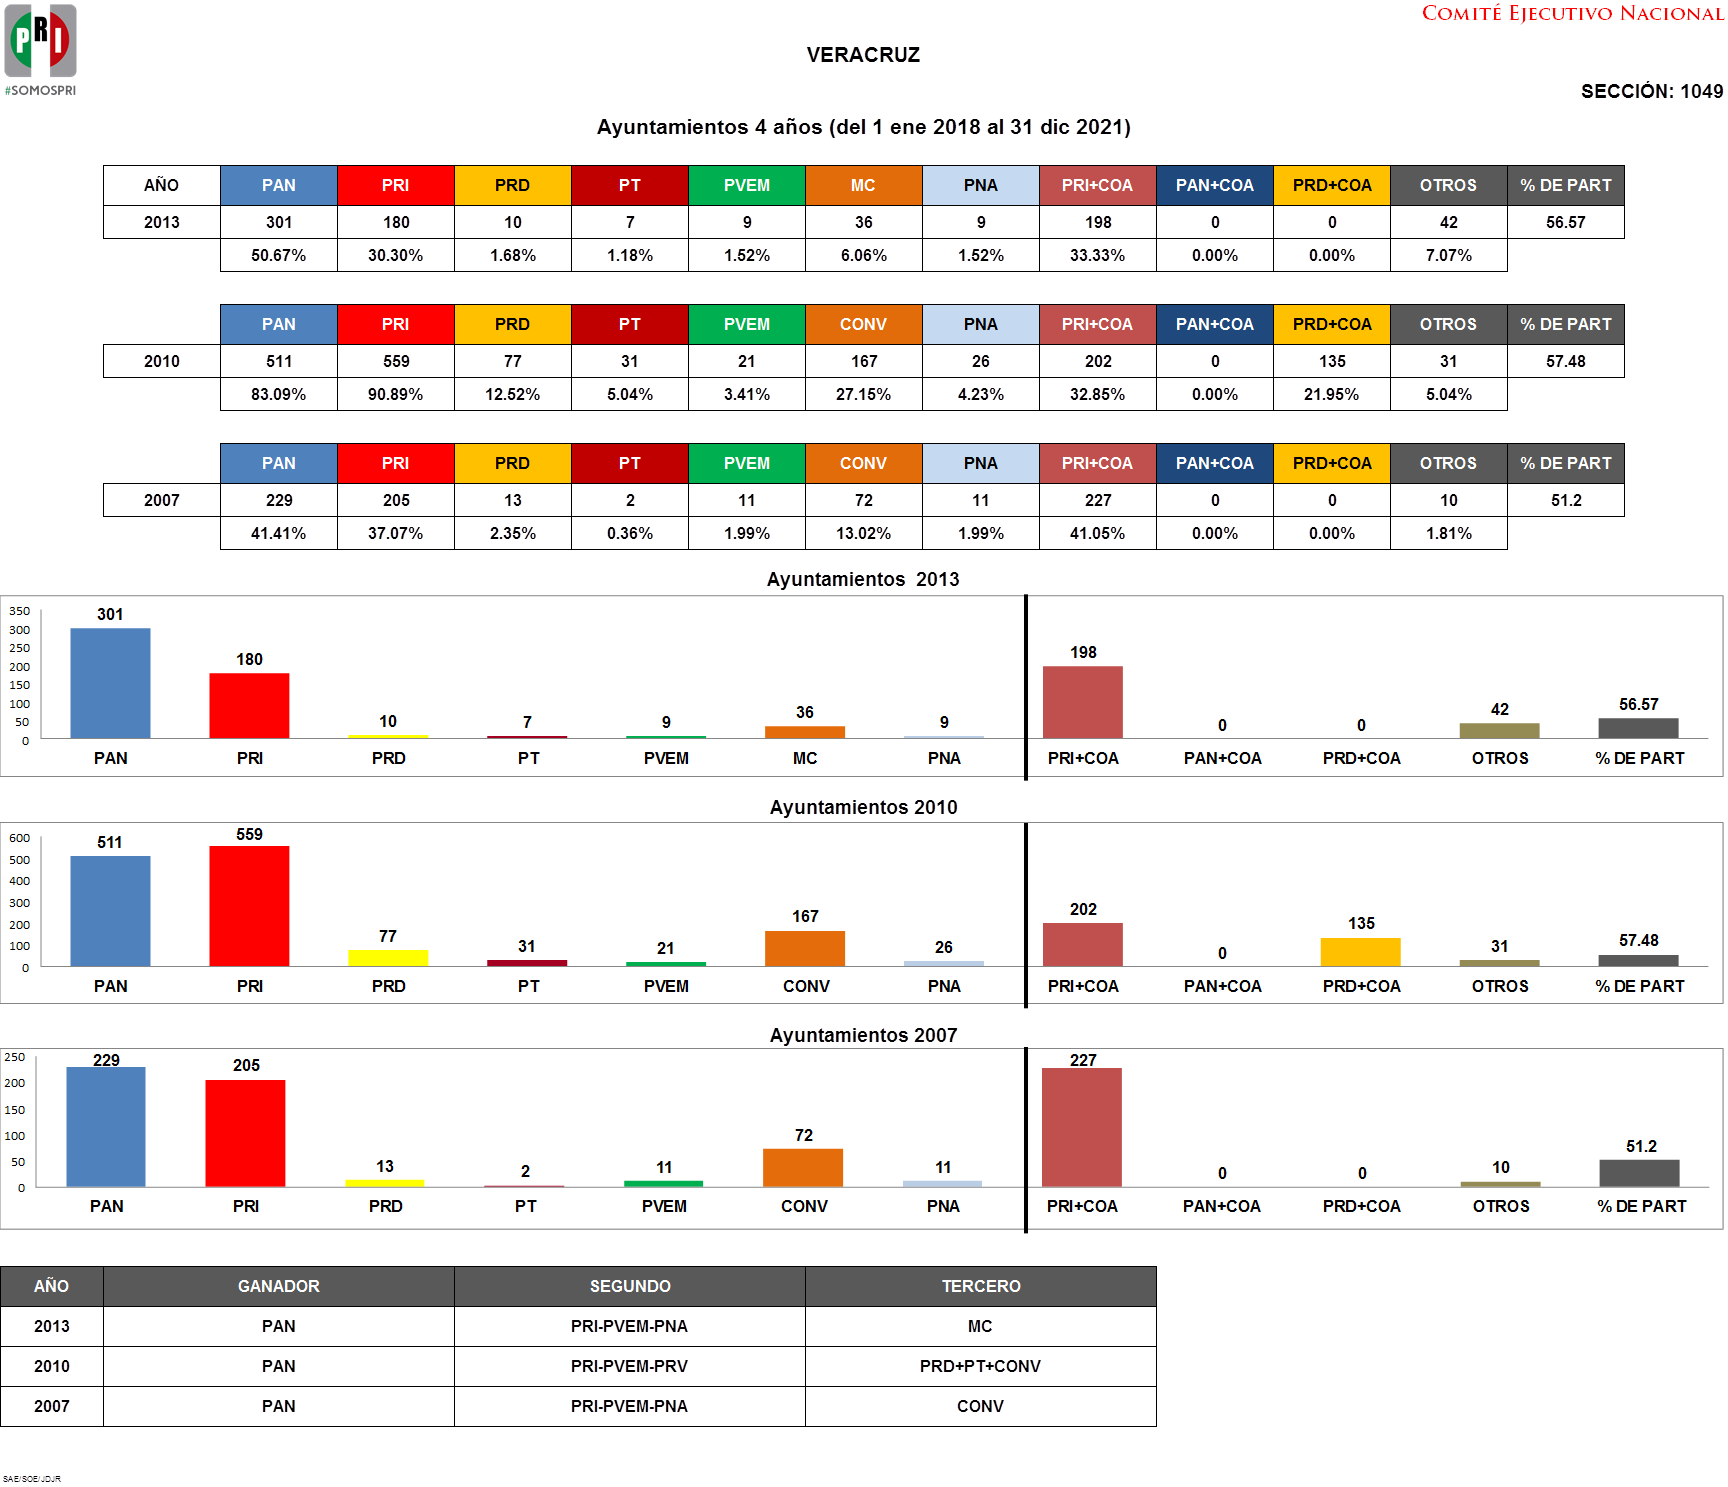 PRI
#SOMOSPRI
COMITÉ EJECUTIVO NACIONAL
VERACRUZ
SECCIÓN: 1049
Ayuntamientos 4 años (del 1 ene 2018 al 31 dic 2021)
AÑO PAN PRI PRD PT PVEM MC PNA PRI+COA PAN+COA PRD+COA OTROS % DE PART
2013 301 180 10 7 9 36 9 198 0 0 42 56.57
50.67% 30.30% 1.68% 1.18% 1.52% 6.06% 1.52% 33.33% 0.00% 0.00% 7.07%
PAN PRI PRD PT PVEM CONV PNA PRI+COA PAN+COA PRD+COA OTROS % DE PART
2010 511 559 77 31 21 167 26 202 0 135 31 57.48
83.09% 90.89% 12.52% 5.04% 3.41% 27.15% 4.23% 32.85% 0.00% 21.95% 5.04%
PAN PRI PRD PT PVEM CONV PNA PRI+COA PAN+COA PRD+COA OTROS % DE PART
2007 229 205 13 2 11 72 11 227 0 0 10 51.2
41.41% 37.07% 2.35% 0.36% 1.99% 13.02% 1.99% 41.05% 0.00% 0.00% 1.81%
Ayuntamientos 2013
350
300
250
200
150
100
50
0
301 180 10 7 9 36 9 198 0 0 42 56.57
PAN PRI PRD PT PVEM MC PNA PRI+COA PAN+COA PRD+COA OTROS % DE PART
Ayuntamientos 2010
600
500
400
300
200
100
0
511 559 77 31 21 167 26 202 0 135 31 57.48
PAN PRI PRD PT PVEM CONV PNA PRI+COA PAN+COA PRD+COA OTROS % DE PART
Ayuntamientos 2007
250
200
150
100
50
0
229 205 13 2 11 72 11 227 0 0 10 51.2
PAN PRI PRD PT PVEM CONV PNA PRI+COA PAN+COA PRD+COA OTROS % DE PART
AÑO GANADOR SEGUNDO TERCERO
2013 PAN PRI-PVEM-PNA MC
2010 PAN PRI-PVEM-PRV PRD+PT+CONV
2007 PAN PRI-PVEM-PNA CONV
SAE/SOE/JDJR